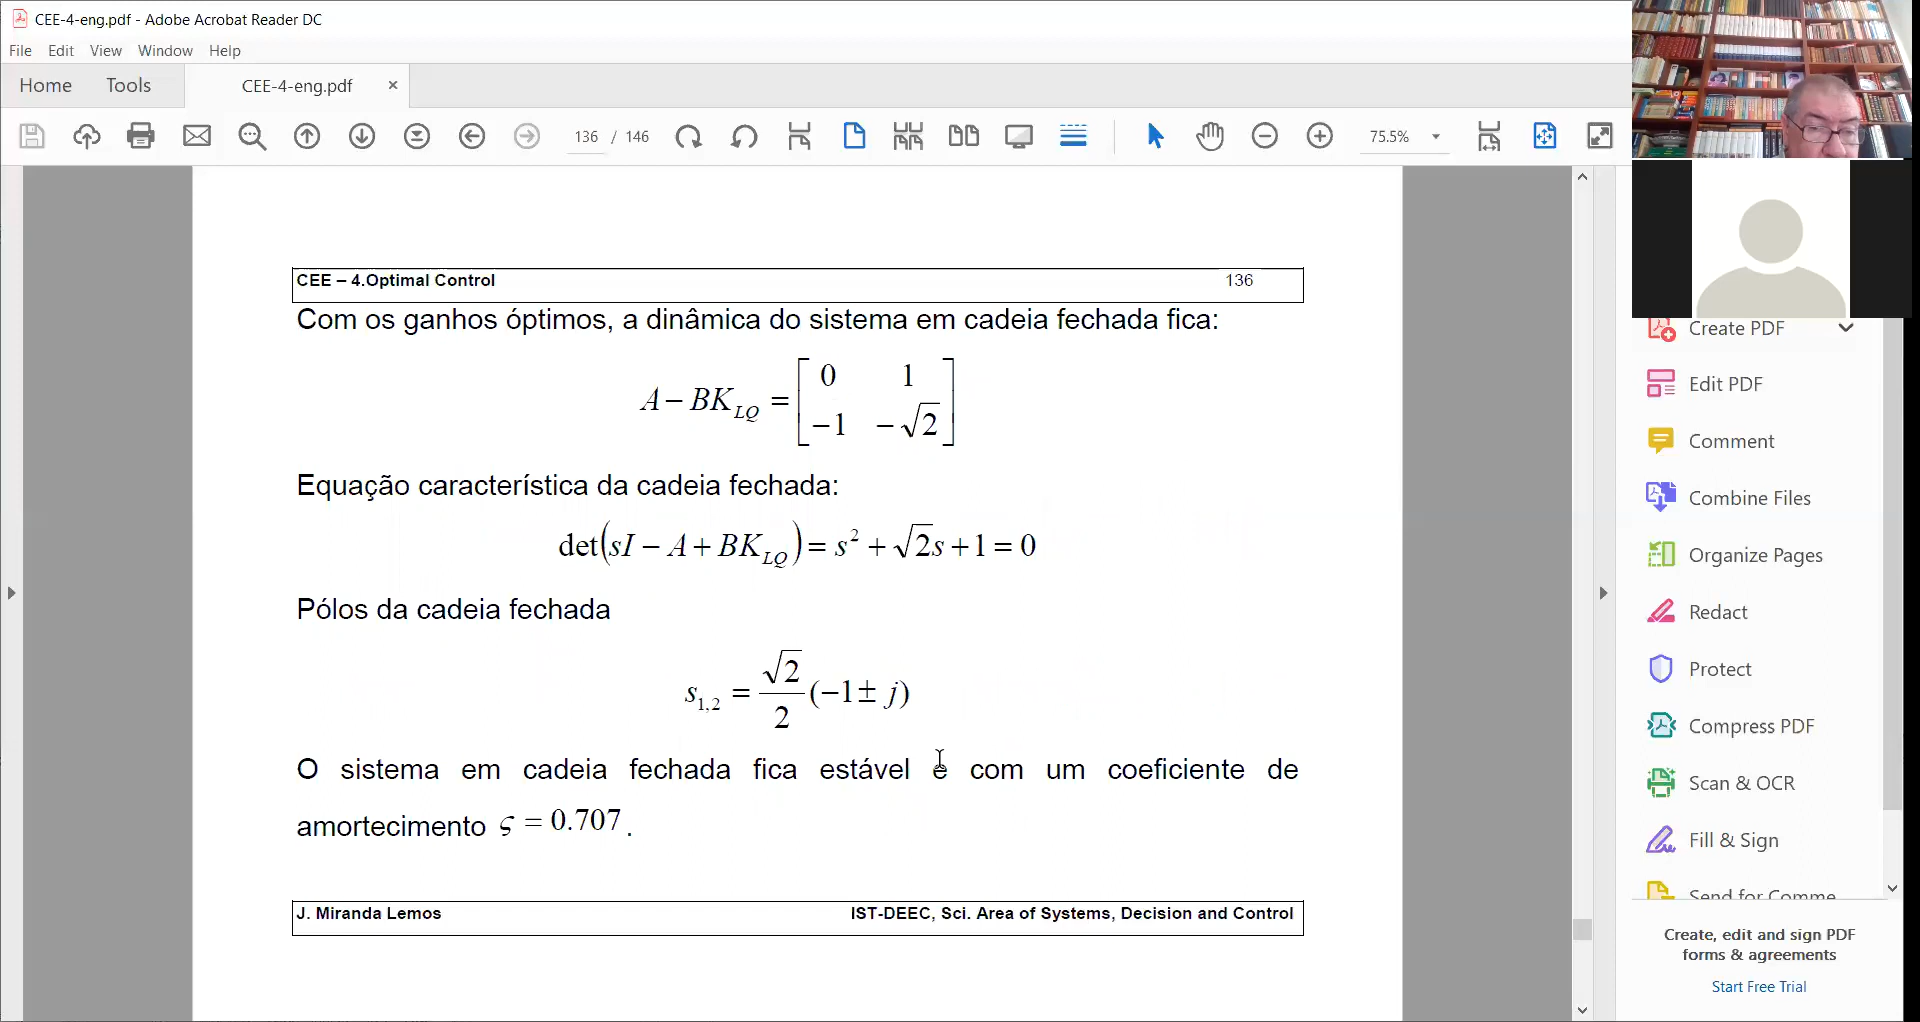 CEE-4-eng.pdf - Adobe Acrobat Reader DC
File Edit View Window Help
Home Tools CEE-4-eng.pdf ×
136 / 146 75.5%
CEE – 4.Optimal Control 136
Com os ganhos óptimos, a dinâmica do sistema em cadeia fechada fica:
A − BK_{LQ} = [0 1; −1 −√2]
Equação característica da cadeia fechada:
det(sI − A + BK_{LQ}) = s² + √2s + 1 = 0
Pólos da cadeia fechada
s_{1,2} = √2/2 (−1 ± j)
O sistema em cadeia fechada fica estável e com um coeficiente de
amortecimento ς = 0.707 .
J. Miranda Lemos IST-DEEC, Sci. Area of Systems, Decision and Control
Create PDF
Edit PDF
Comment
Combine Files
Organize Pages
Redact
Protect
Compress PDF
Scan & OCR
Fill & Sign
Send for Comme
Create, edit and sign PDF
forms & agreements
Start Free Trial